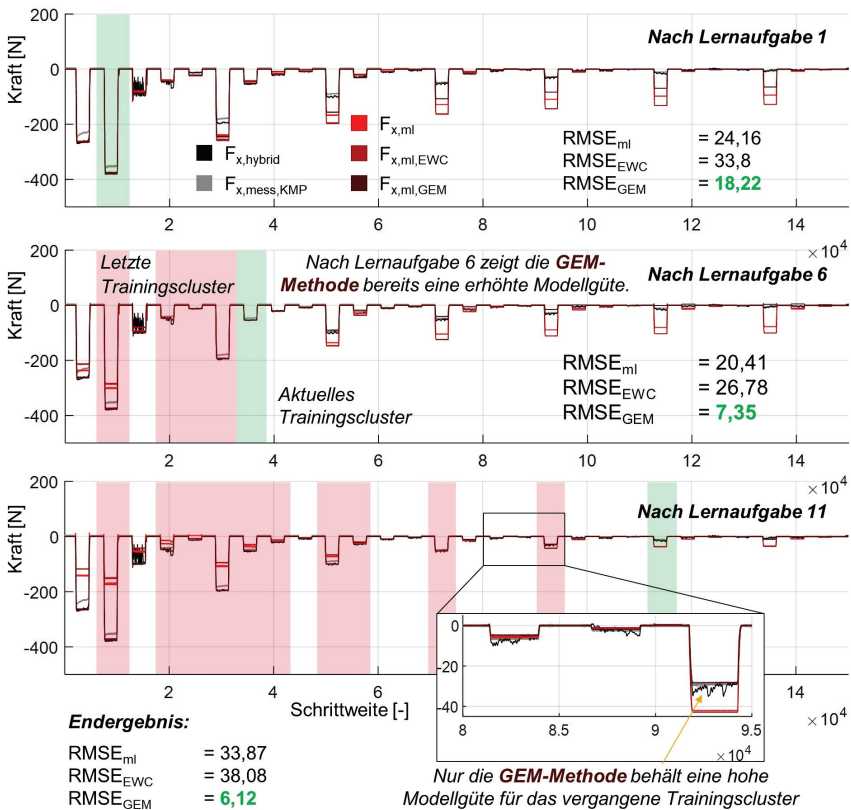 200
0
-200
-400
Kraft [N]
Nach Lernaufgabe 1
F_x,hybrid
F_x,mess,KMP
F_x,ml
F_x,ml,EWC
F_x,ml,GEM
RMSE_ml = 24,16
RMSE_EWC = 33,8
RMSE_GEM = 18,22
2 4 6 8 10 12 14
× 10^4
200
0
-200
-400
Kraft [N]
Letzte
Trainingscluster
Nach Lernaufgabe 6 zeigt die GEM-
Methode bereits eine erhöhte Modellgüte.
Nach Lernaufgabe 6
Aktuelles
Trainingscluster
RMSE_ml = 20,41
RMSE_EWC = 26,78
RMSE_GEM = 7,35
2 4 6 8 10 12 14
× 10^4
200
0
-200
-400
Kraft [N]
Nach Lernaufgabe 11
0
-20
-40
8 8.5 9 9.5
× 10^4
2 4 6 14
× 10^4
Schrittweite [-]
Endergebnis:
RMSE_ml = 33,87
RMSE_EWC = 38,08
RMSE_GEM = 6,12
Nur die GEM-Methode behält eine hohe
Modellgüte für das vergangene Trainingscluster